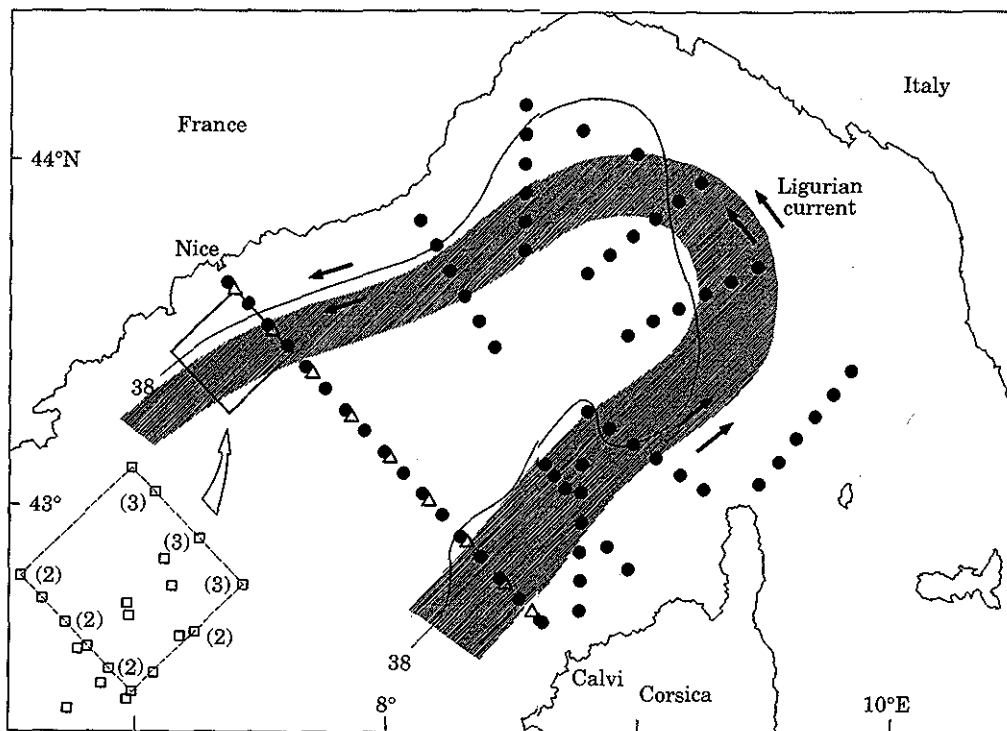 Italy
France
44°N
Ligurian
current
Nice
38
43°
(3)
(3)
(2)
(3)
(2)
(2)
(2)
38
Calvi
Corsica
8°
10°E